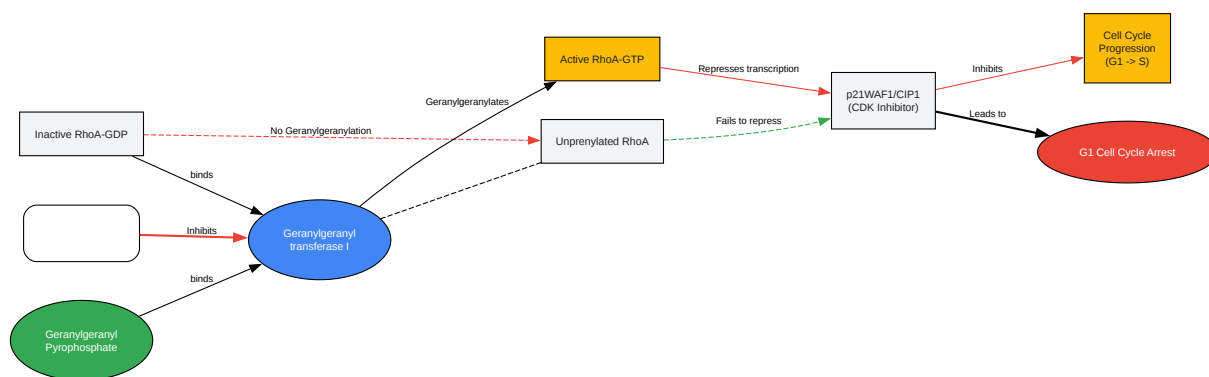 Cell Cycle
Progression
(G1 -> S)
Active RhoA-GTP
Represses transcription
Inhibits
p21WAF1/CIP1
(CDK Inhibitor)
Geranylgeranylates
Leads to
Inactive RhoA-GDP
No Geranylgeranylation
Unprenylated RhoA
Fails to repress
G1 Cell Cycle Arrest
binds
Inhibits
Geranylgeranyl
transferase I
binds
Geranylgeranyl
Pyrophosphate